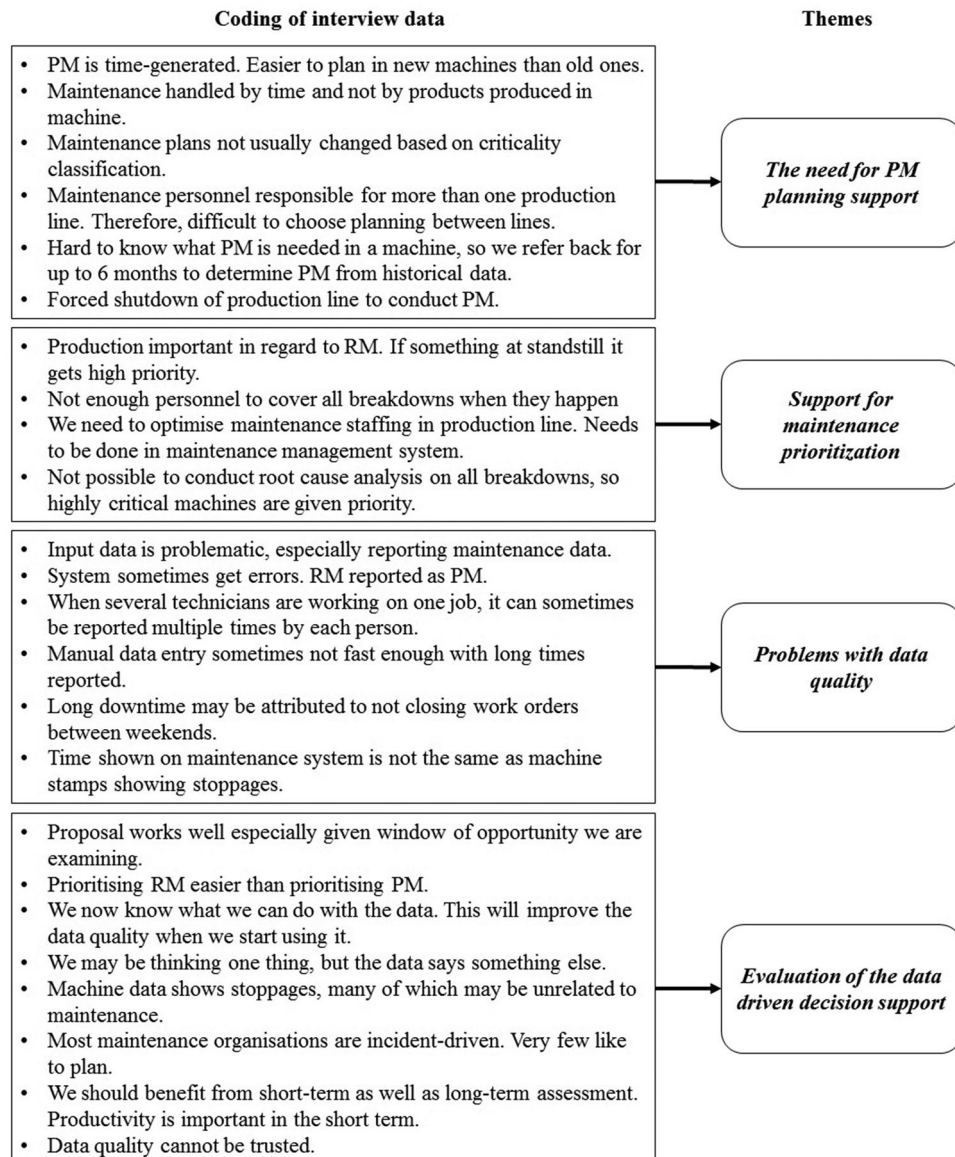 Coding of interview data
Themes
• PM is time-generated. Easier to plan in new machines than old ones.
• Maintenance handled by time and not by products produced in
machine.
• Maintenance plans not usually changed based on criticality
classification.
• Maintenance personnel responsible for more than one production
line. Therefore, difficult to choose planning between lines.
• Hard to know what PM is needed in a machine, so we refer back for
up to 6 months to determine PM from historical data.
• Forced shutdown of production line to conduct PM.
The need for PM
planning support
• Production important in regard to RM. If something at standstill it
gets high priority.
• Not enough personnel to cover all breakdowns when they happen
• We need to optimise maintenance staffing in production line. Needs
to be done in maintenance management system.
• Not possible to conduct root cause analysis on all breakdowns, so
highly critical machines are given priority.
Support for
maintenance
prioritization
• Input data is problematic, especially reporting maintenance data.
• System sometimes get errors. RM reported as PM.
• When several technicians are working on one job, it can sometimes
be reported multiple times by each person.
• Manual data entry sometimes not fast enough with long times
reported.
• Long downtime may be attributed to not closing work orders
between weekends.
• Time shown on maintenance system is not the same as machine
stamps showing stoppages.
Problems with data
quality
• Proposal works well especially given window of opportunity we are
examining.
• Prioritising RM easier than prioritising PM.
• We now know what we can do with the data. This will improve the
data quality when we start using it.
• We may be thinking one thing, but the data says something else.
• Machine data shows stoppages, many of which may be unrelated to
maintenance.
• Most maintenance organisations are incident-driven. Very few like
to plan.
• We should benefit from short-term as well as long-term assessment.
Productivity is important in the short term.
• Data quality cannot be trusted.
Evaluation of the data
driven decision support